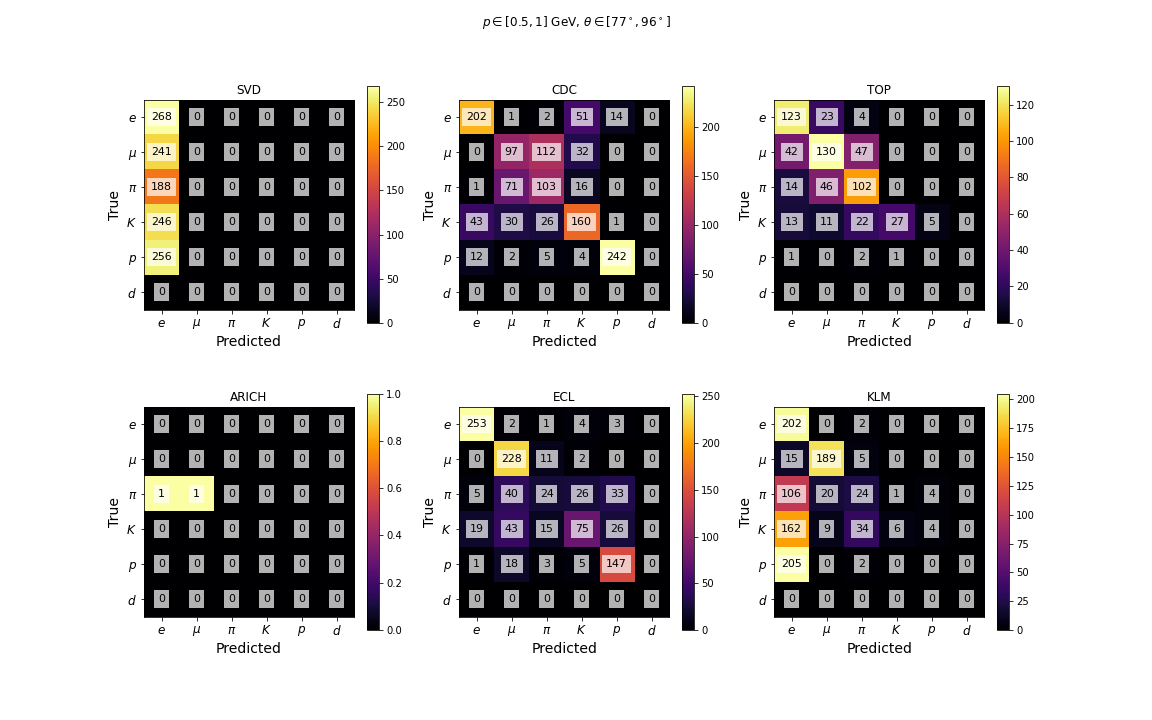 p ∈ [0.5, 1] GeV, θ ∈ [77°, 96°]
SVD
e 268 0 0 0 0 0
μ 241 0 0 0 0 0
π 188 0 0 0 0 0
K 246 0 0 0 0 0
p 256 0 0 0 0 0
d 0 0 0 0 0 0
e μ π K p d
True
Predicted
250
200
150
100
50
0
CDC
e 202 1 2 51 14 0
μ 0 97 112 32 0 0
π 1 71 103 16 0 0
K 43 30 26 160 1 0
p 12 2 5 4 242 0
d 0 0 0 0 0 0
e μ π K p d
True
Predicted
200
150
100
50
0
TOP
e 123 23 4 0 0 0
μ 42 130 47 0 0 0
π 14 46 102 0 0 0
K 13 11 22 27 5 0
p 1 0 2 1 0 0
d 0 0 0 0 0 0
e μ π K p d
True
Predicted
120
100
80
60
40
20
0
ARICH
e 0 0 0 0 0 0
μ 0 0 0 0 0 0
π 1 1 0 0 0 0
K 0 0 0 0 0 0
p 0 0 0 0 0 0
d 0 0 0 0 0 0
e μ π K p d
True
Predicted
1.0
0.8
0.6
0.4
0.2
0.0
ECL
e 253 2 1 4 3 0
μ 0 228 11 2 0 0
π 5 40 24 26 33 0
K 19 43 15 75 26 0
p 1 18 3 5 147 0
d 0 0 0 0 0 0
e μ π K p d
True
Predicted
250
200
150
100
50
0
KLM
e 202 0 2 0 0 0
μ 15 189 5 0 0 0
π 106 20 24 1 4 0
K 162 9 34 6 4 0
p 205 0 2 0 0 0
d 0 0 0 0 0 0
e μ π K p d
True
Predicted
200
175
150
125
100
75
50
25
0